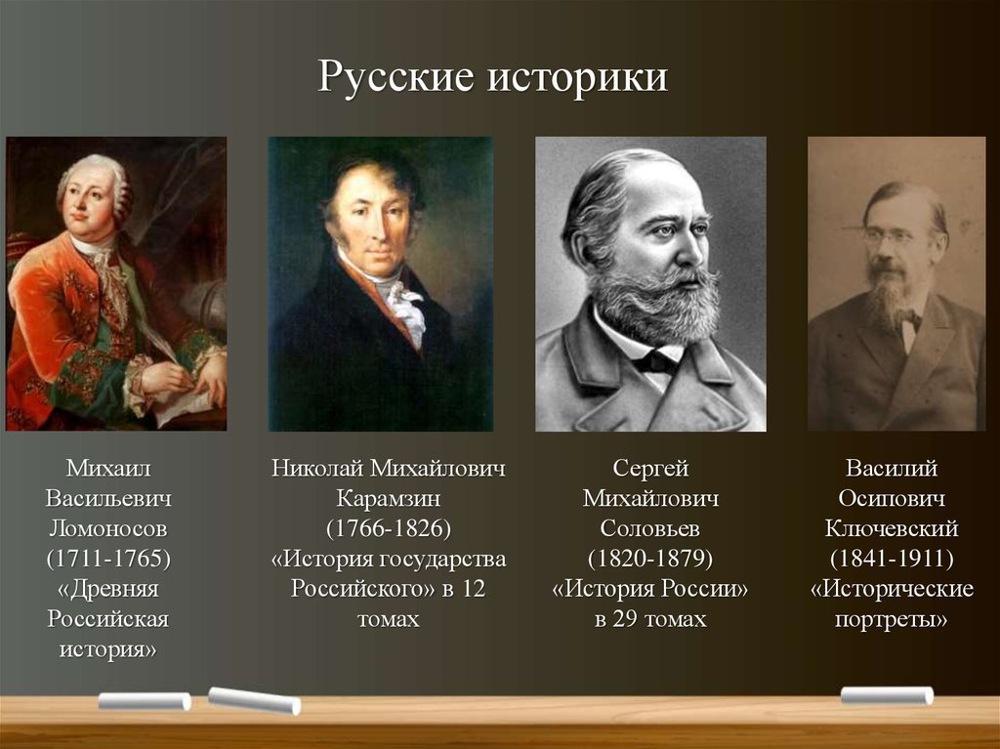 Русские историки
Михаил
Васильевич
Ломоносов
(1711-1765)
«Древняя
Российская
история»
Николай Михайлович
Карамзин
(1766-1826)
«История государства
Российского» в 12
томах
Сергей
Михайлович
Соловьев
(1820-1879)
«История России»
в 29 томах
Василий
Осипович
Ключевский
(1841-1911)
«Исторические
портреты»